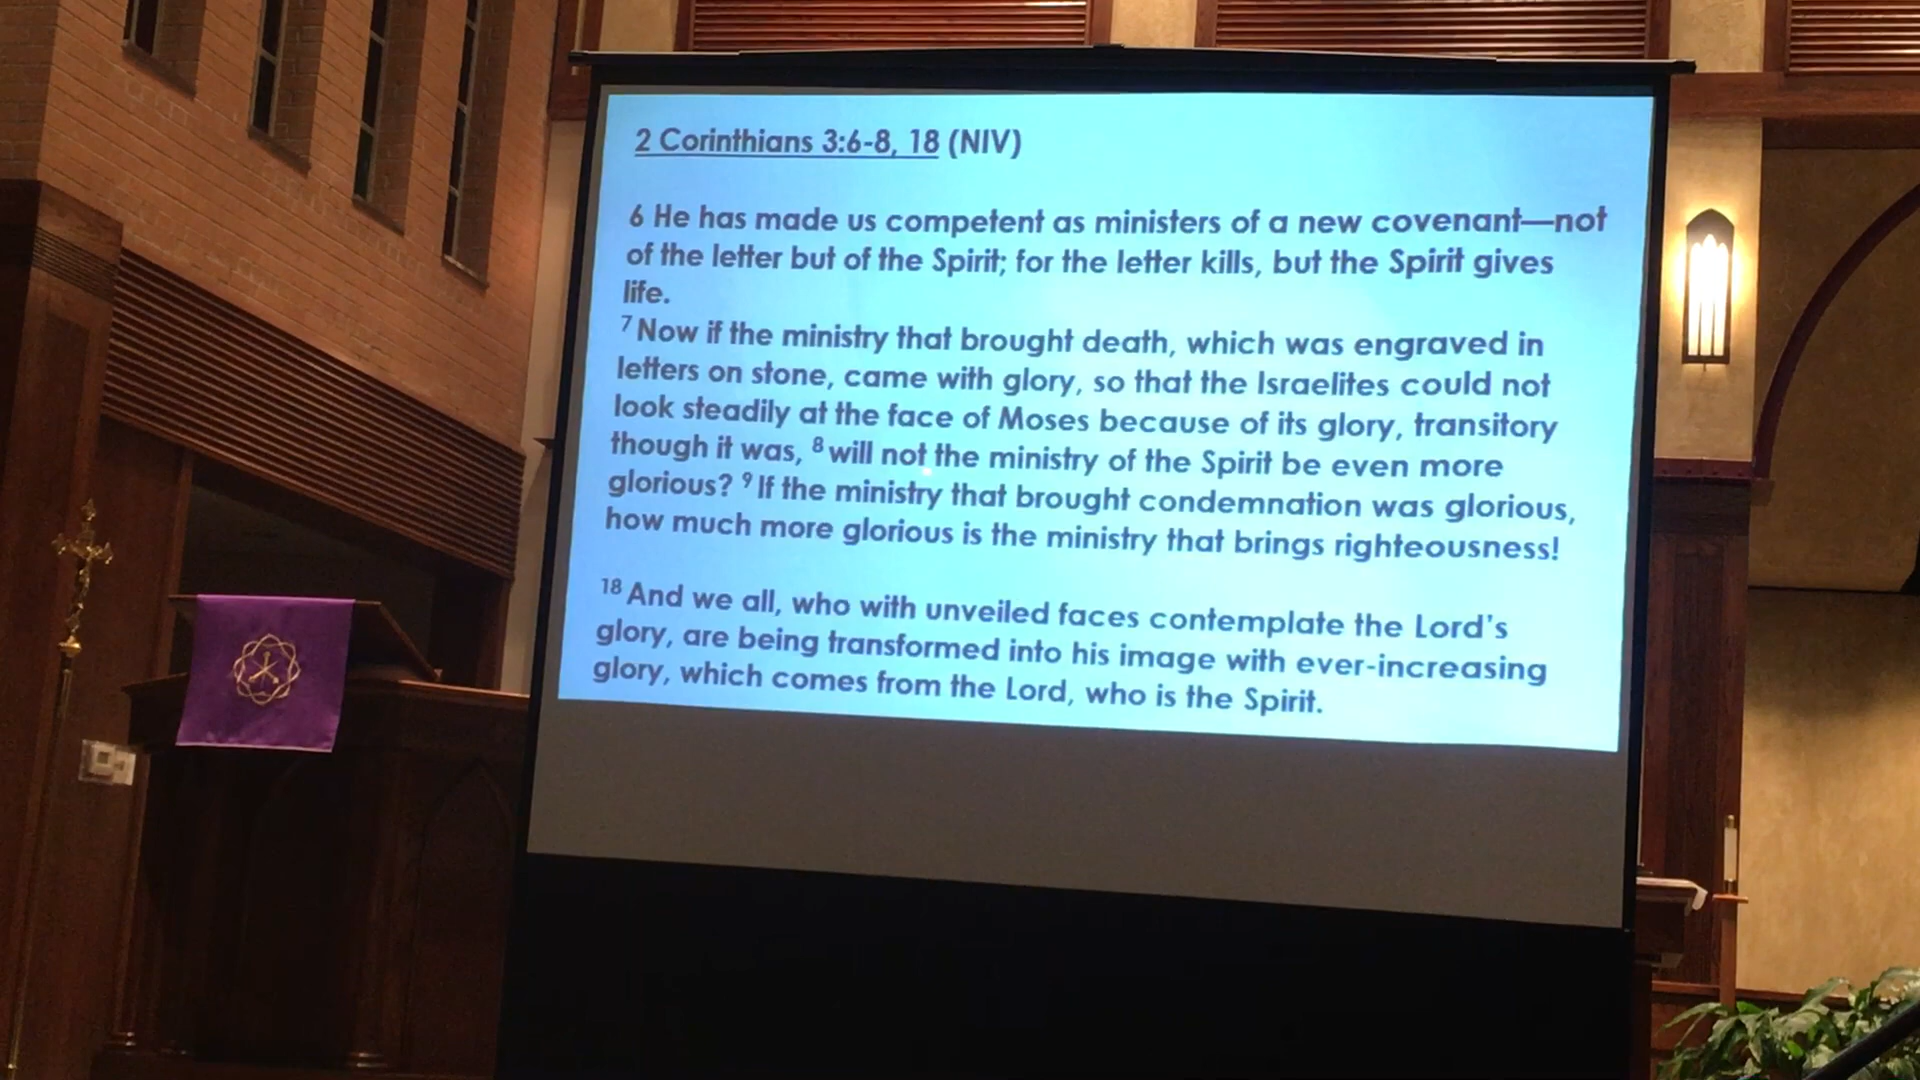 2 Corinthians 3:6-8, 18 (NIV)
6 He has made us competent as ministers of a new covenant—not
of the letter but of the Spirit; for the letter kills, but the Spirit gives
life.
7 Now if the ministry that brought death, which was engraved in
letters on stone, came with glory, so that the Israelites could not
look steadily at the face of Moses because of its glory, transitory
though it was, 8 will not the ministry of the Spirit be even more
glorious? 9 If the ministry that brought condemnation was glorious,
how much more glorious is the ministry that brings righteousness!
18 And we all, who with unveiled faces contemplate the Lord's
glory, are being transformed into his image with ever-increasing
glory, which comes from the Lord, who is the Spirit.